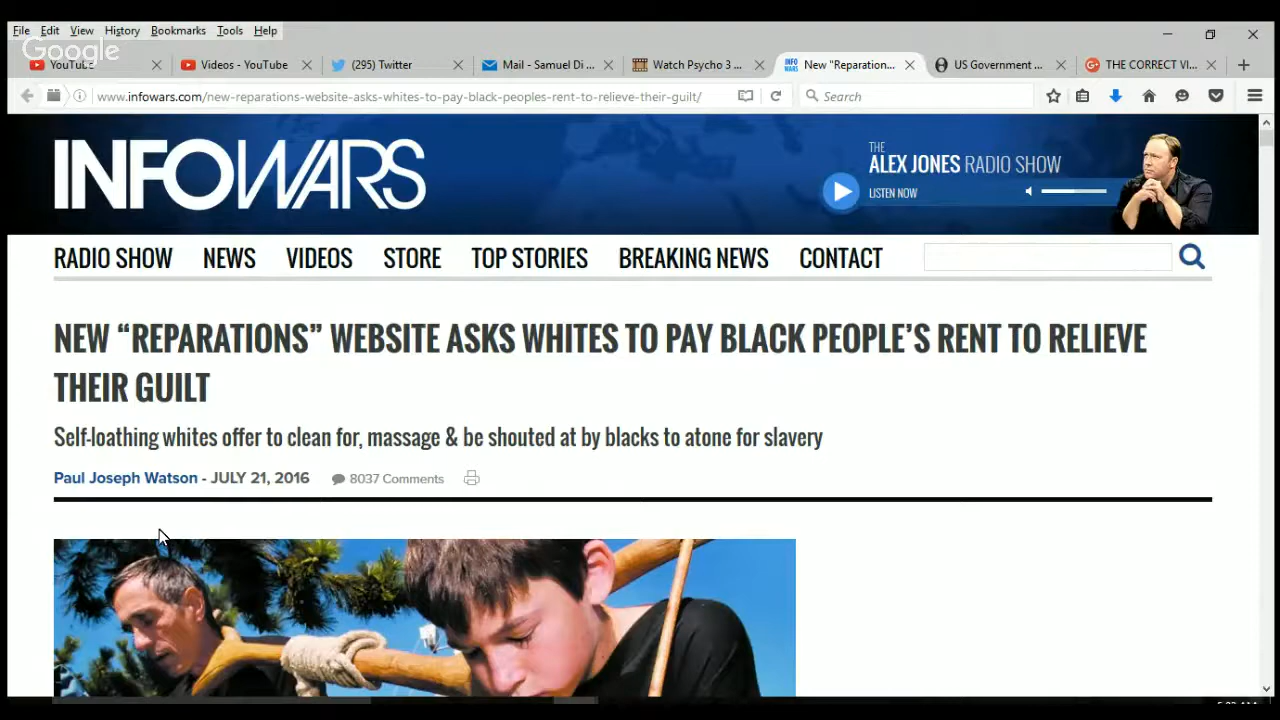 File Edit View History Bookmarks Tools Help
Google
YouTube
Videos - YouTube
(295) Twitter
Mail - Samuel Di ...
Watch Psycho 3 ...
INFO WARS
New "Reparation...
US Government ...
THE CORRECT VI...
www.infowars.com/new-reparations-website-asks-whites-to-pay-black-peoples-rent-to-relieve-their-guilt/
Search
INFOWARS
THE
ALEX JONES RADIO SHOW
LISTEN NOW
RADIO SHOW NEWS VIDEOS STORE TOP STORIES BREAKING NEWS CONTACT
NEW “REPARATIONS” WEBSITE ASKS WHITES TO PAY BLACK PEOPLE’S RENT TO RELIEVE
THEIR GUILT
Self-loathing whites offer to clean for, massage & be shouted at by blacks to atone for slavery
Paul Joseph Watson - JULY 21, 2016 8037 Comments